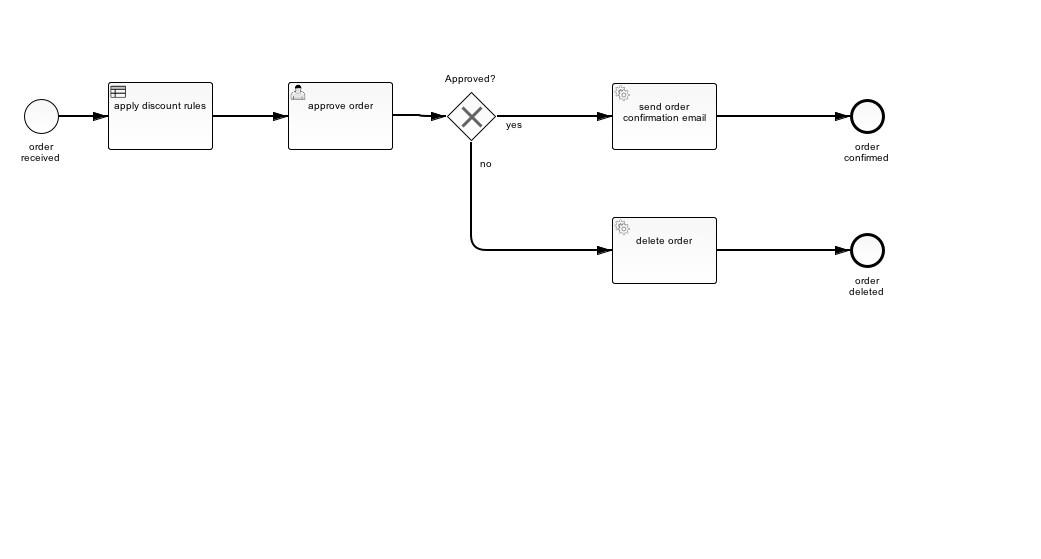 Approved?
order
received
apply discount rules
approve order
yes
no
send order
confirmation email
order
confirmed
delete order
order
deleted